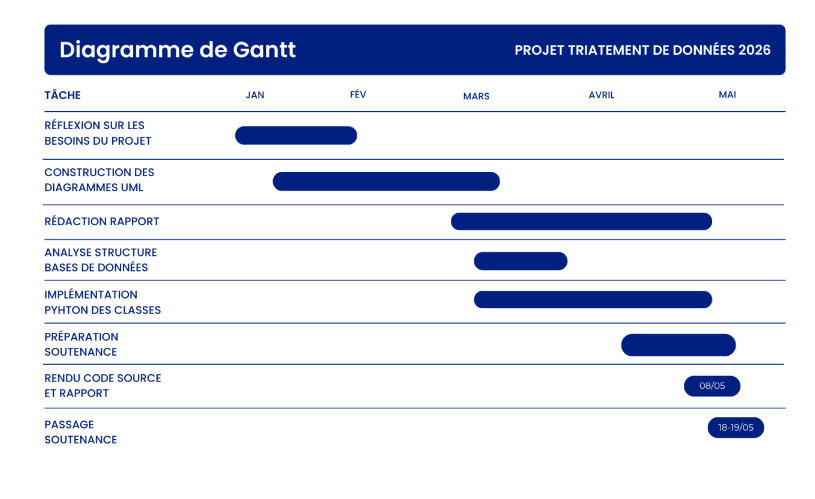 Diagramme de Gantt
PROJET TRIATEMENT DE DONNÉES 2026
TÂCHE JAN FÉV MARS AVRIL MAI
RÉFLEXION SUR LES
BESOINS DU PROJET
CONSTRUCTION DES
DIAGRAMMES UML
RÉDACTION RAPPORT
ANALYSE STRUCTURE
BASES DE DONNÉES
IMPLÉMENTATION
PYHTON DES CLASSES
PRÉPARATION
SOUTENANCE
RENDU CODE SOURCE
ET RAPPORT
08/05
PASSAGE
SOUTENANCE
18-19/05